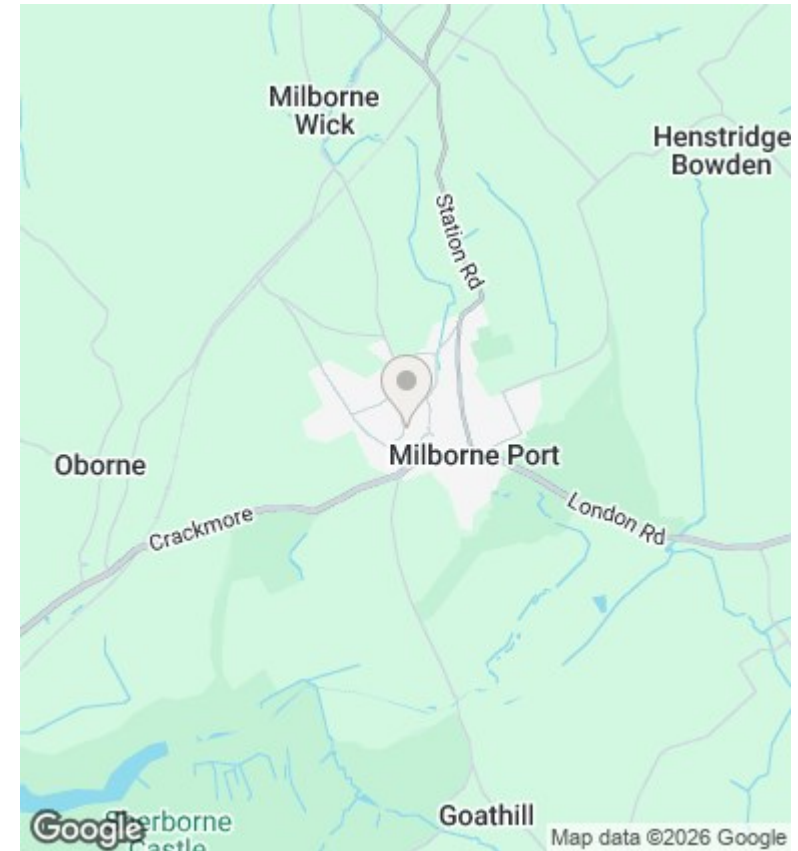 Milborne
Wick
Henstridge
Bowden
Station Rd
Oborne
Milborne Port
Crackmore
London Rd
Goathill
Sherborne
Castle
Google
Map data ©2026 Google